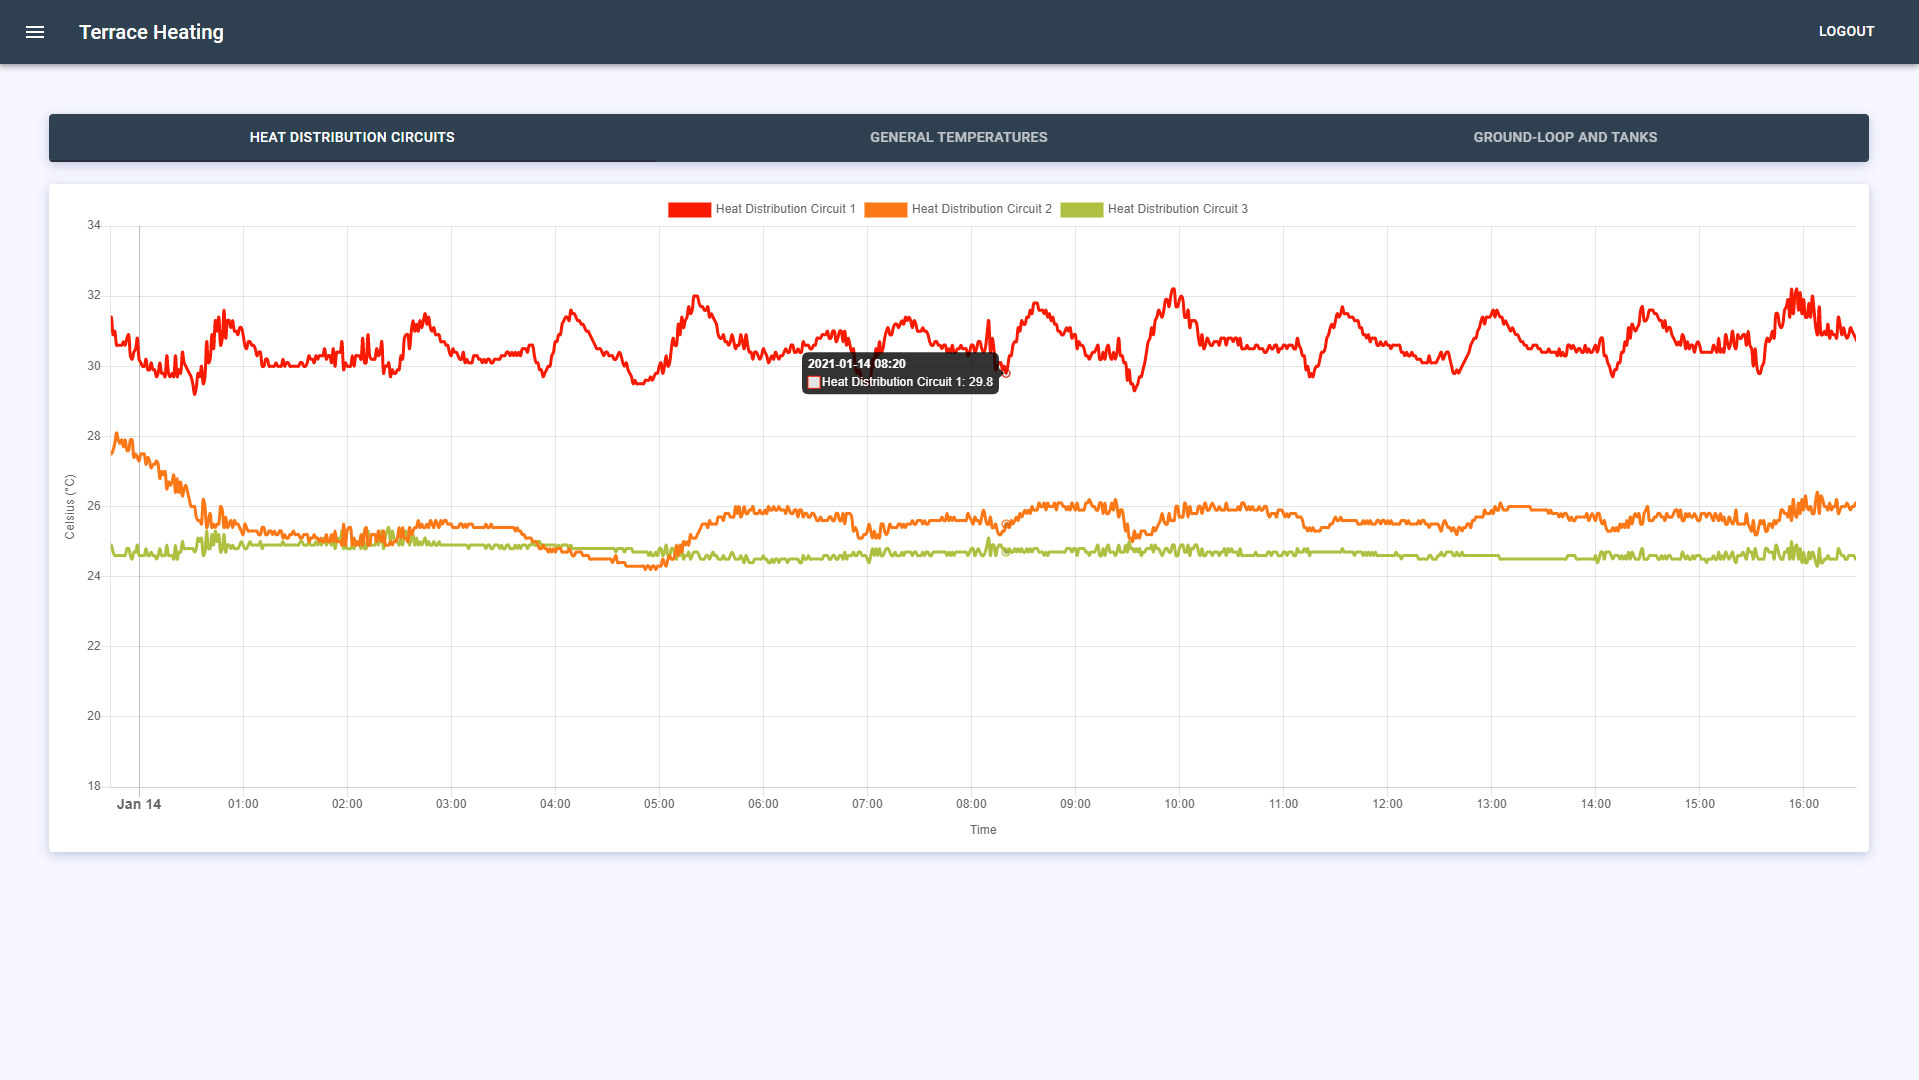 Terrace Heating
LOGOUT
HEAT DISTRIBUTION CIRCUITS
GENERAL TEMPERATURES
GROUND-LOOP AND TANKS
Heat Distribution Circuit 1
Heat Distribution Circuit 2
Heat Distribution Circuit 3
34
32
30
28
26
24
22
20
18
Celsius (°C)
2021-01-14 08:20
Heat Distribution Circuit 1: 29.8
Jan 14
01:00
02:00
03:00
04:00
05:00
06:00
07:00
08:00
09:00
10:00
11:00
12:00
13:00
14:00
15:00
16:00
Time